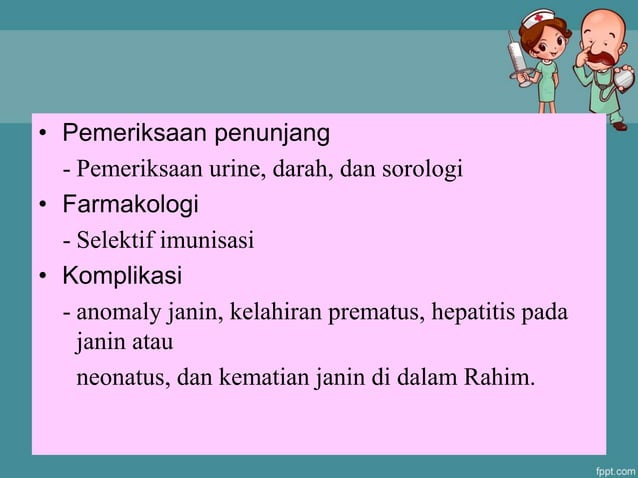 • Pemeriksaan penunjang
- Pemeriksaan urine, darah, dan sorologi
• Farmakologi
- Selektif imunisasi
• Komplikasi
- anomaly janin, kelahiran prematus, hepatitis pada
janin atau
neonatus, dan kematian janin di dalam Rahim.
fppt.com